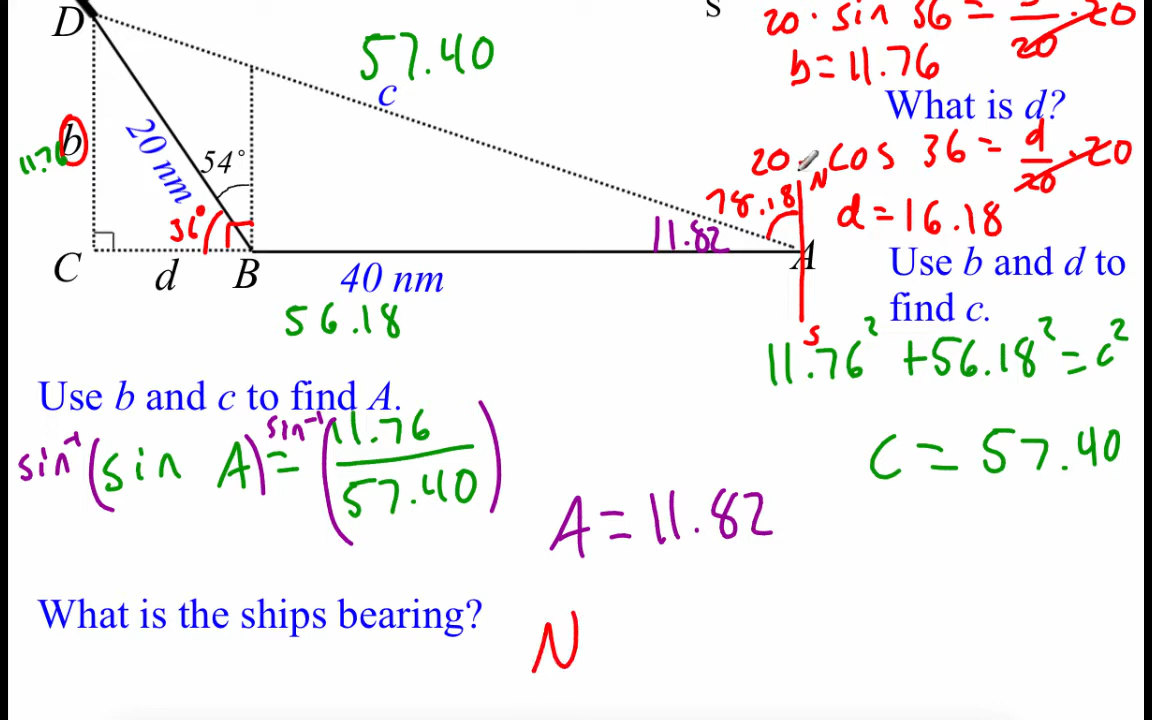 D
57.40
c
b
11.76
20 nm
54°
36°
C
d
B
40 nm
56.18
11.82
78.18
N
A
S
s
20 · sin 36 = /20 · 20
b = 11.76
What is d?
20 · cos 36 = d/20 · 20
d = 16.18
Use b and d to
find c.
11.76² + 56.18² = c²
c = 57.40
Use b and c to find A.
sin⁻¹(sin A) = sin⁻¹(11.76/57.40)
A = 11.82
What is the ships bearing?
N